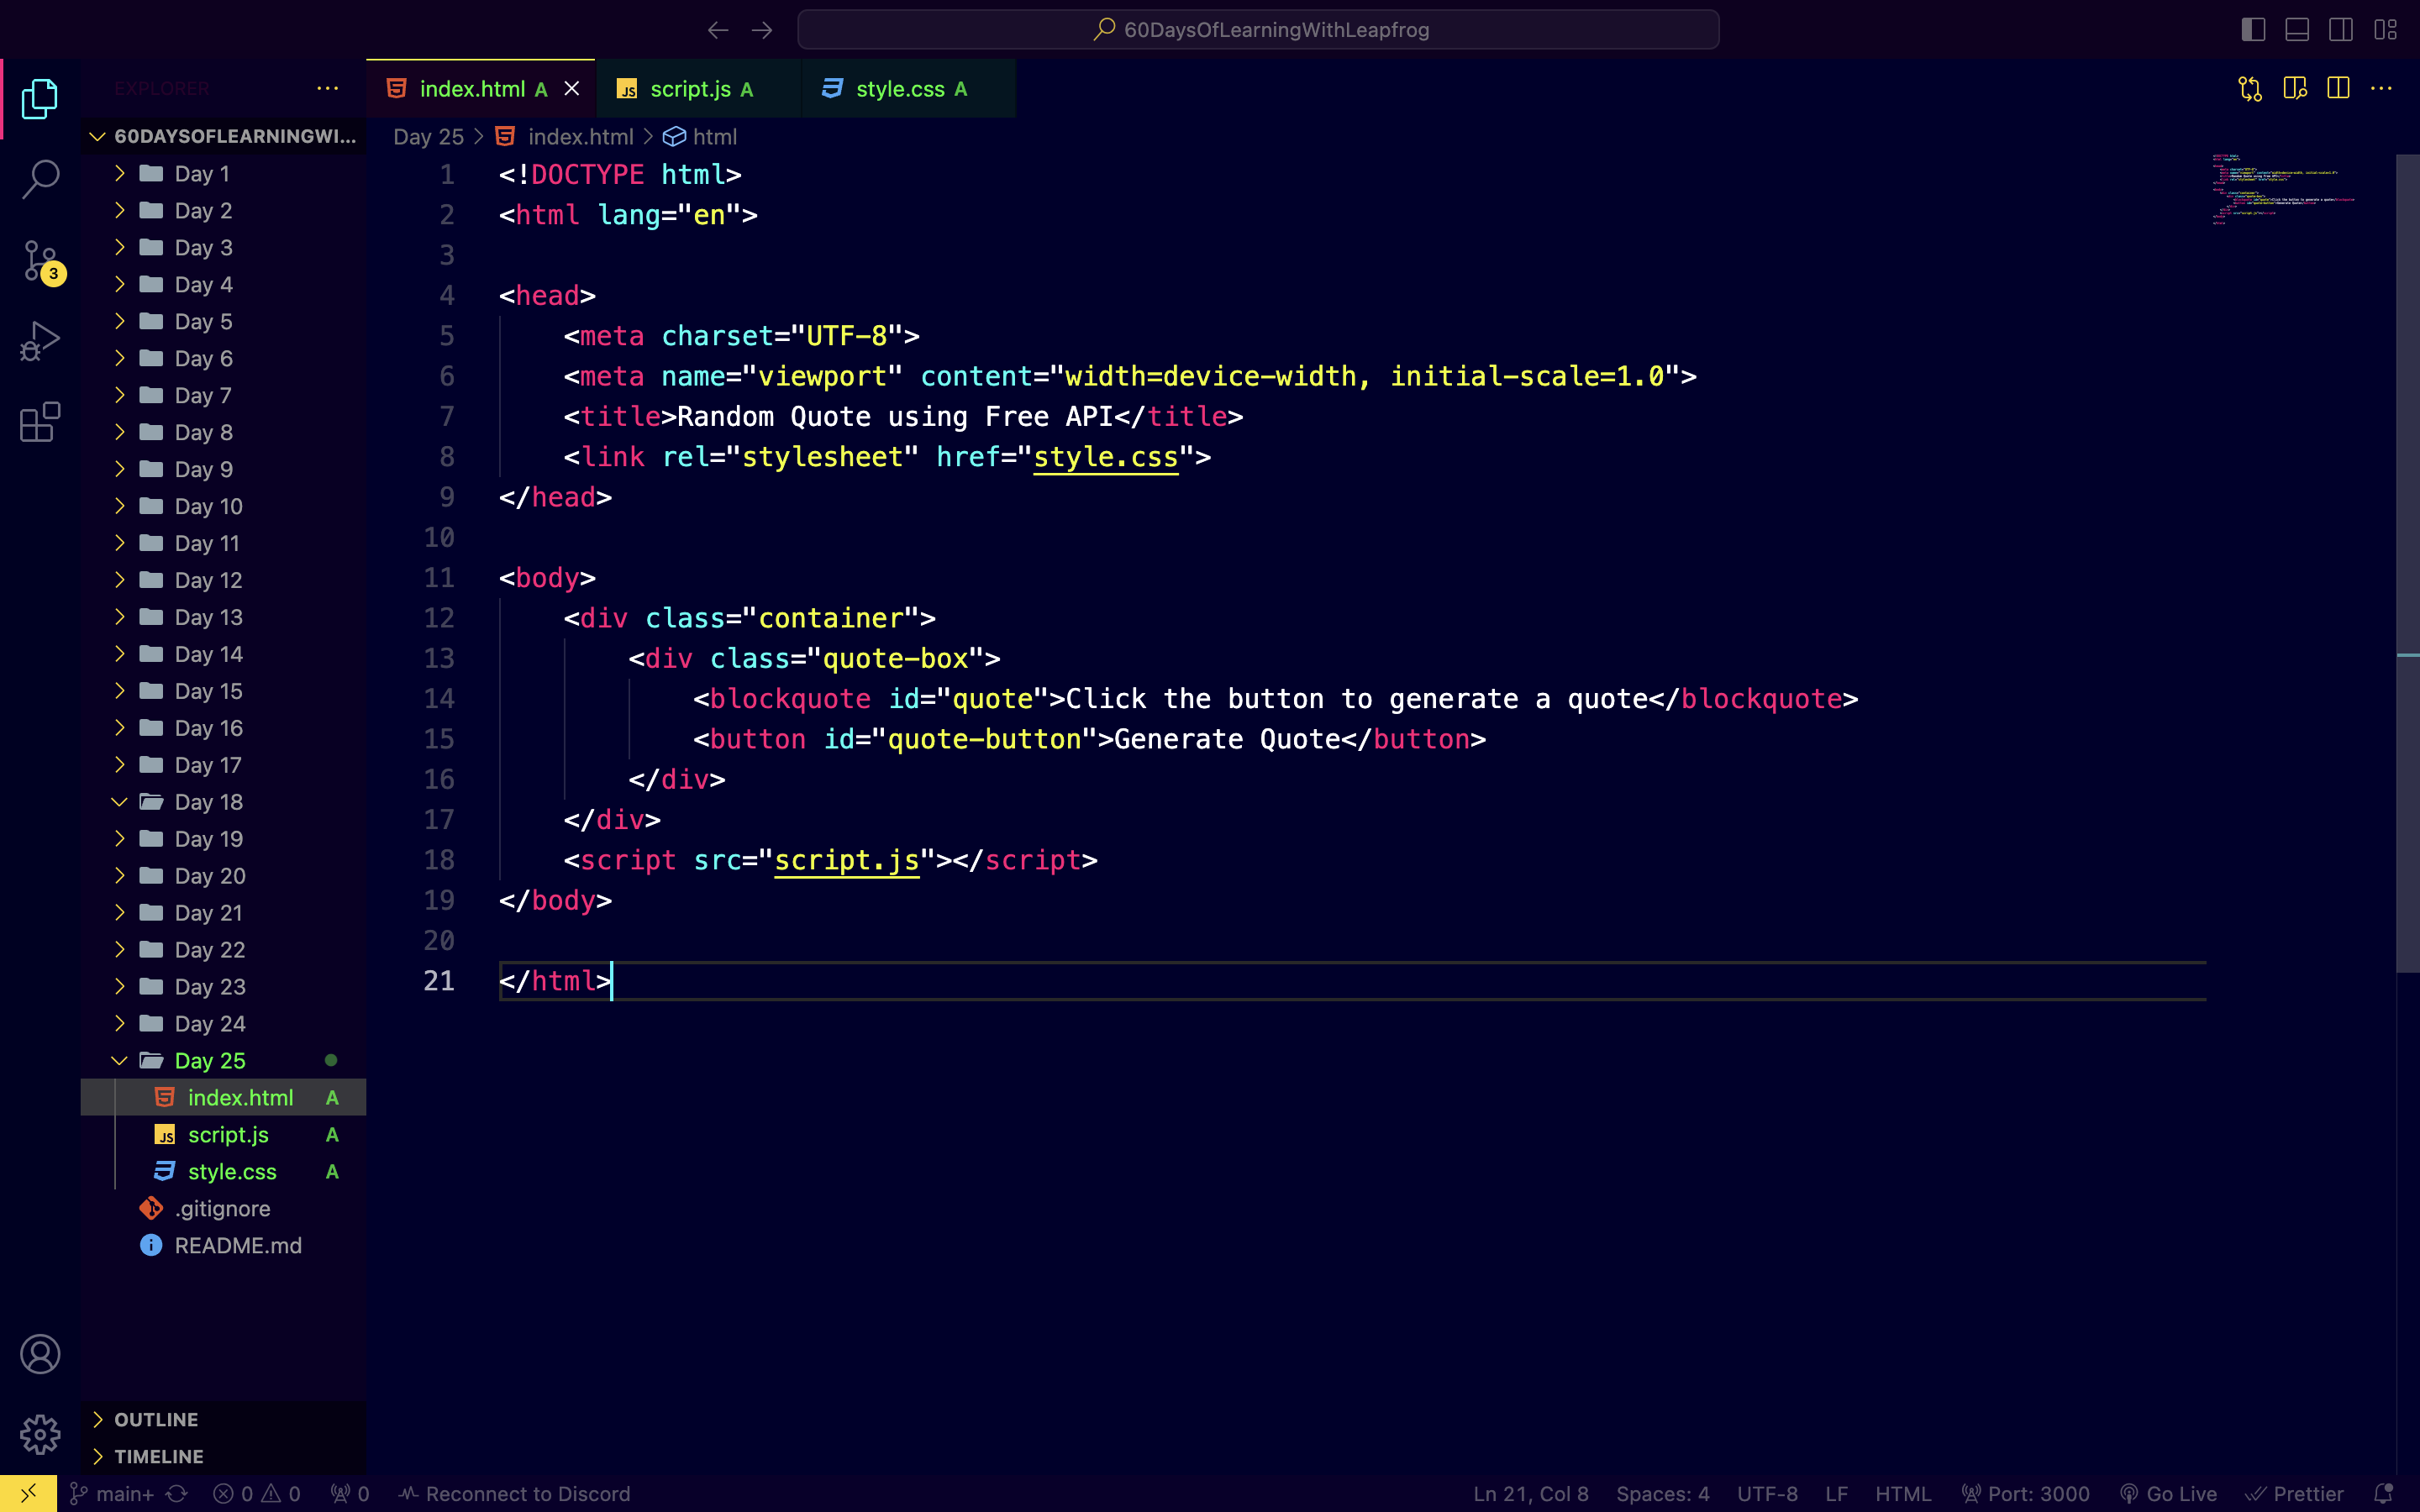 60DaysOfLearningWithLeapfrog
EXPLORER
index.html A
script.js A
style.css A
60DAYSOFLEARNINGWI...
Day 25 > index.html > html
3
Day 1
Day 2
Day 3
Day 4
Day 5
Day 6
Day 7
Day 8
Day 9
Day 10
Day 11
Day 12
Day 13
Day 14
Day 15
Day 16
Day 17
Day 18
Day 19
Day 20
Day 21
Day 22
Day 23
Day 24
Day 25
index.html A
script.js A
style.css A
.gitignore
README.md
OUTLINE
TIMELINE
1 <!DOCTYPE html>
2 <html lang="en">
3
4 <head>
5     <meta charset="UTF-8">
6     <meta name="viewport" content="width=device-width, initial-scale=1.0">
7     <title>Random Quote using Free API</title>
8     <link rel="stylesheet" href="style.css">
9 </head>
10
11 <body>
12     <div class="container">
13         <div class="quote-box">
14             <blockquote id="quote">Click the button to generate a quote</blockquote>
15             <button id="quote-button">Generate Quote</button>
16         </div>
17     </div>
18     <script src="script.js"></script>
19 </body>
20
21 </html>
main+ 0 0 0 Reconnect to Discord Ln 21, Col 8 Spaces: 4 UTF-8 LF HTML Port: 3000 Go Live Prettier